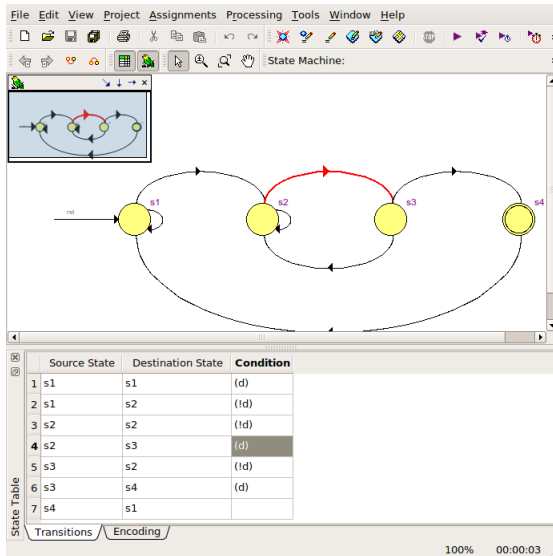 File Edit View Project Assignments Processing Tools Window Help
State Machine:
s1
s2
s3
s4
rst
Source State Destination State Condition
1 s1 s1 (d)
2 s1 s2 (!d)
3 s2 s2 (!d)
4 s2 s3 (d)
5 s3 s2 (!d)
6 s3 s4 (d)
7 s4 s1
State Table
Transitions Encoding
100% 00:00:03